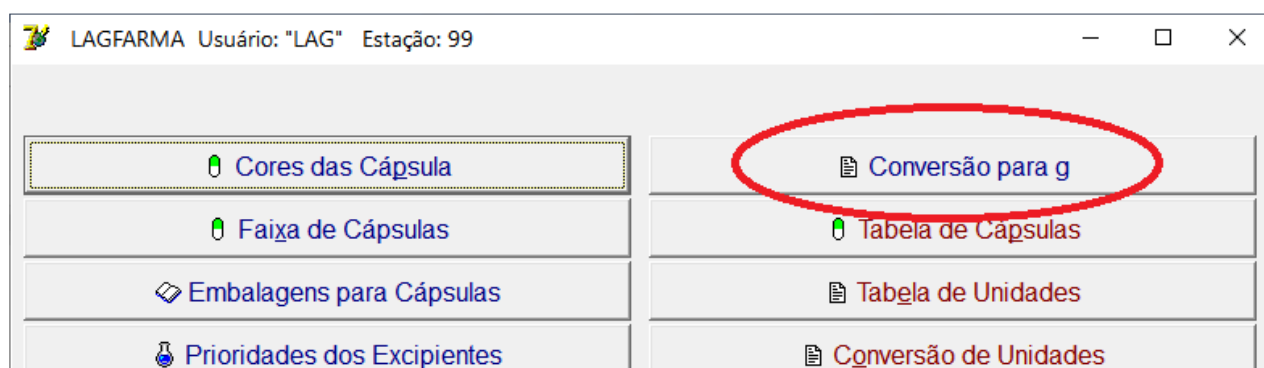 LAGFARMA Usuário: "LAG" Estação: 99
Cores das Cápsula
Conversão para g
Faixa de Cápsulas
Tabela de Cápsulas
Embalagens para Cápsulas
Tabela de Unidades
Prioridades dos Excipientes
Conversão de Unidades